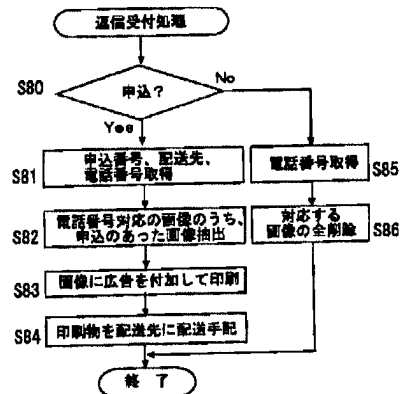 返信受付処理
S80
申込?
No
Yes
S81
申込番号、配送先、
電話番号取得
電話番号取得
S85
S82
電話番号対応の画像のうち、
申込のあった画像抽出
対応する
画像の全削除
S86
S83
画像に広告を付加して印刷
S84
印刷物を配送先に配送手配
終了